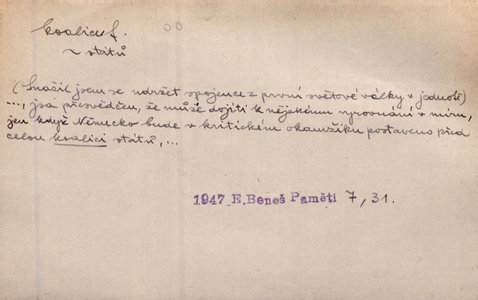 koalice f.
~ států
(Snažil jsem se udržet spojence z první světové války v jednotě)
..., jsa přesvědčen, že může dojíti k nějakému vyrovnání v míru,
jen když Německo bude v kritickém okamžiku postaveno před
celou koalici států, ...
1947 E. Beneš Paměti 7, 31.